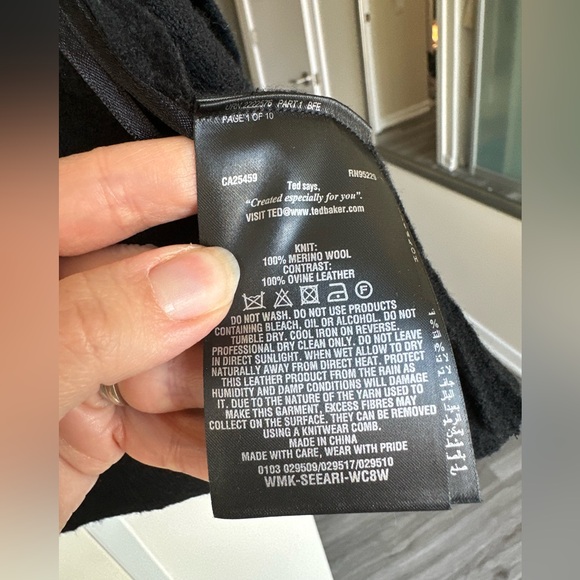 PART 1 BFE
PAGE 1 OF 10
CA25459
Ted says,
"Created especially for you".
VISIT TED@www.tedbaker.com
KNIT:
100% MERINO WOOL
CONTRAST:
100% OVINE LEATHER
F
DO NOT WASH. DO NOT USE PRODUCTS
CONTAINING BLEACH, OIL OR ALCOHOL. DO NOT
TUMBLE DRY. COOL IRON ON REVERSE.
PROFESSIONAL DRY CLEAN ONLY. DO NOT LEAVE
IN DIRECT SUNLIGHT. WHEN WET ALLOW TO DRY
NATURALLY AWAY FROM DIRECT HEAT. PROTECT
THIS LEATHER PRODUCT FROM THE RAIN AS
HUMIDITY AND DAMP CONDITIONS WILL DAMAGE
IT. DUE TO THE NATURE OF THE YARN USED TO
MAKE THIS GARMENT, EXCESS FIBRES MAY
COLLECT ON THE SURFACE. THEY CAN BE REMOVED
USING A KNITWEAR COMB.
MADE IN CHINA
MADE WITH CARE, WEAR WITH PRIDE
0103 029509/029517/029510
WMK-SEEARI-WC8W